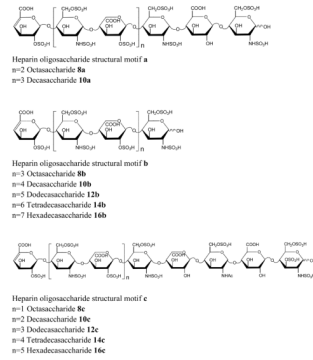 COOH CH₂OSO₃H COOH CH₂OSO₃H COOH CH₂OSO₃H
O O O O O O
OH OH OH OH OH OH OH
OSO₃H NHSO₃H OSO₃H n NHSO₃H OH NHSO₃H
Heparin oligosaccharide structural motif a
n=2 Octasaccharide 8a
n=3 Decasaccharide 10a
COOH CH₂OSO₃H COOH CH₂OSO₃H
O O O O
OH OH OH OH OH
OSO₃H NHSO₃H OSO₃H n NHSO₃H
Heparin oligosaccharide structural motif b
n=3 Octasaccharide 8b
n=4 Decassaccharide 10b
n=5 Dodecasaccharide 12b
n=6 Tetradecasaccharide 14b
n=7 Hexadecasaccharide 16b
COOH CH₂OSO₃H COOH CH₂OSO₃H COOH CH₂OSO₃H COOH CH₂OSO₃H
O O O O O O O O
OH OH OH OH OH OH OH OSO₃H
OSO₃H NHSO₃H OSO₃H n NHSO₃H OH NHAc OH NHSO₃
Heparin oligosaccharide structural motif c
n=1 Octasaccharide 8c
n=2 Decasaccharide 10c
n=3 Dodecasaccharide 12c
n=4 Tetradecasaccharide 14c
n=5 Hexadecasaccharide 16c